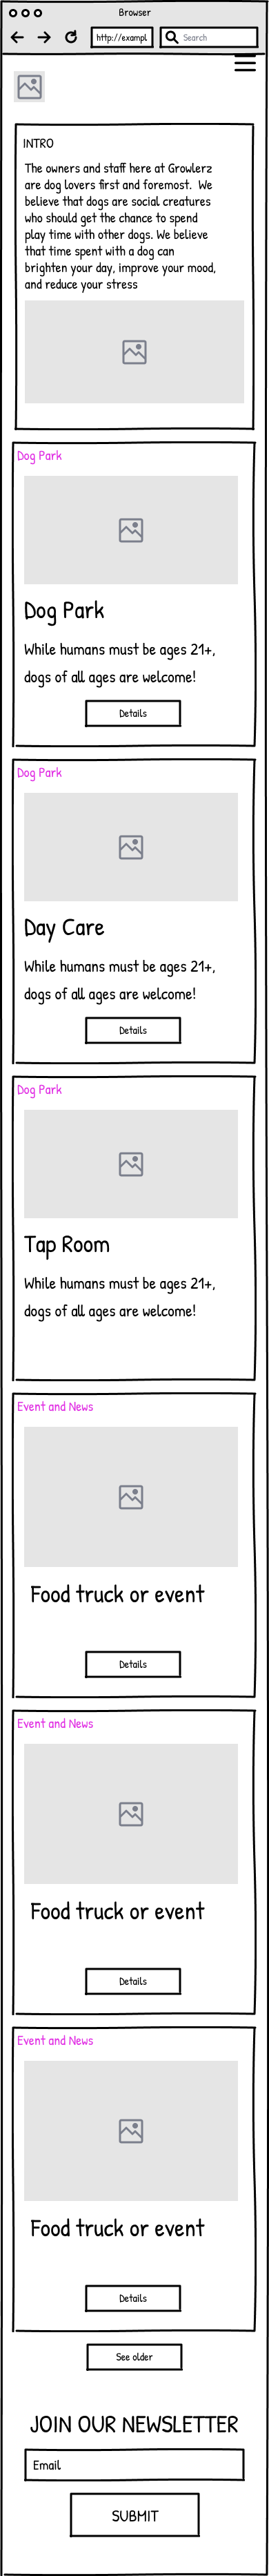 Browser
http://exampl
Search
INTRO
The owners and staff here at Growlerz
are dog lovers first and foremost.  We
believe that dogs are social creatures
who should get the chance to spend
play time with other dogs. We believe
that time spent with a dog can
brighten your day, improve your mood,
and reduce your stress
Dog Park
Dog Park
While humans must be ages 21+,
dogs of all ages are welcome!
Details
Dog Park
Day Care
While humans must be ages 21+,
dogs of all ages are welcome!
Details
Dog Park
Tap Room
While humans must be ages 21+,
dogs of all ages are welcome!
Event and News
Food truck or event
Details
Event and News
Food truck or event
Details
Event and News
Food truck or event
Details
See older
JOIN OUR NEWSLETTER
Email
SUBMIT